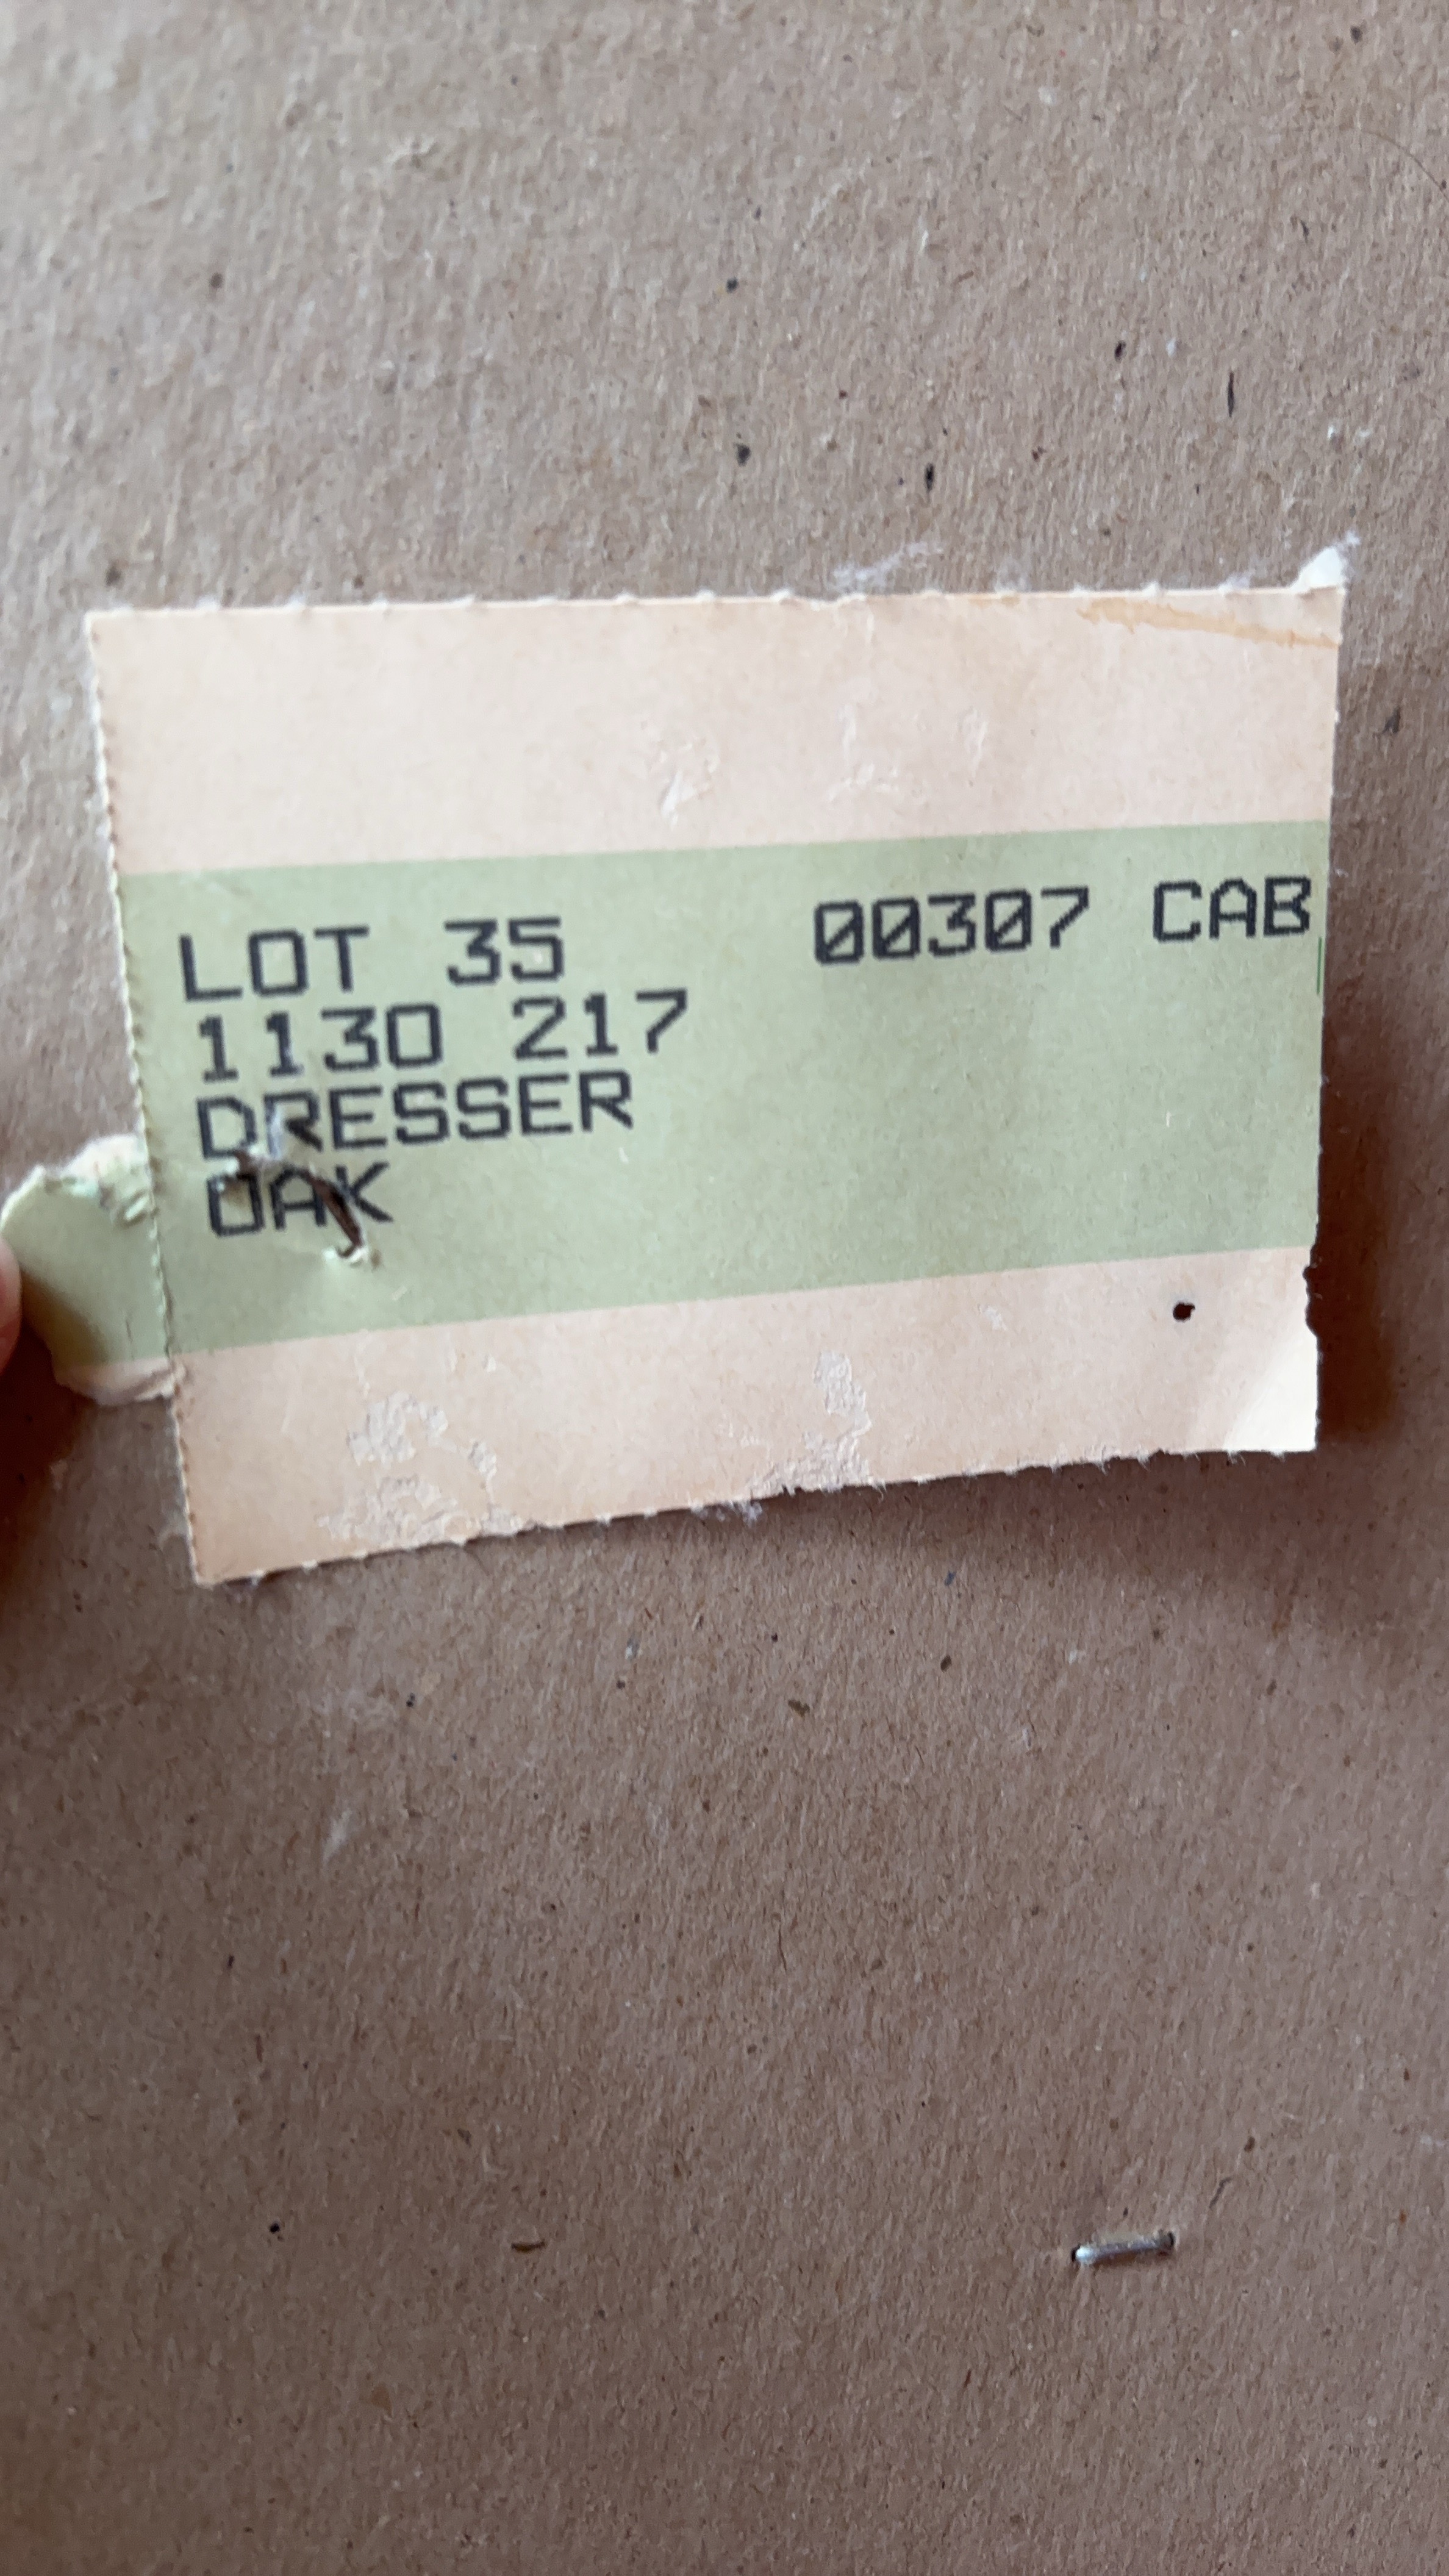 LOT 35 00307 CAB
1130 217
DRESSER
OAK